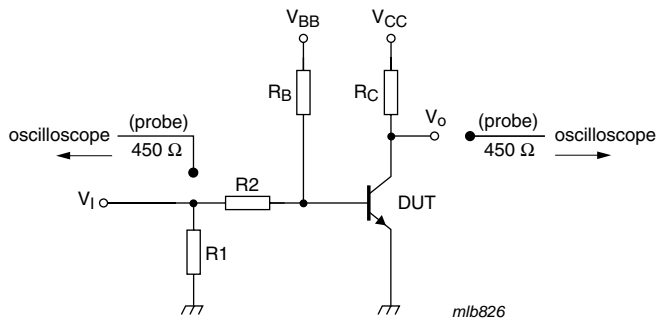 VBB
VCC
RB
RC
Vo
(probe)
450 Ω
oscilloscope
(probe)
450 Ω
oscilloscope
R2
DUT
VI
R1
mlb826